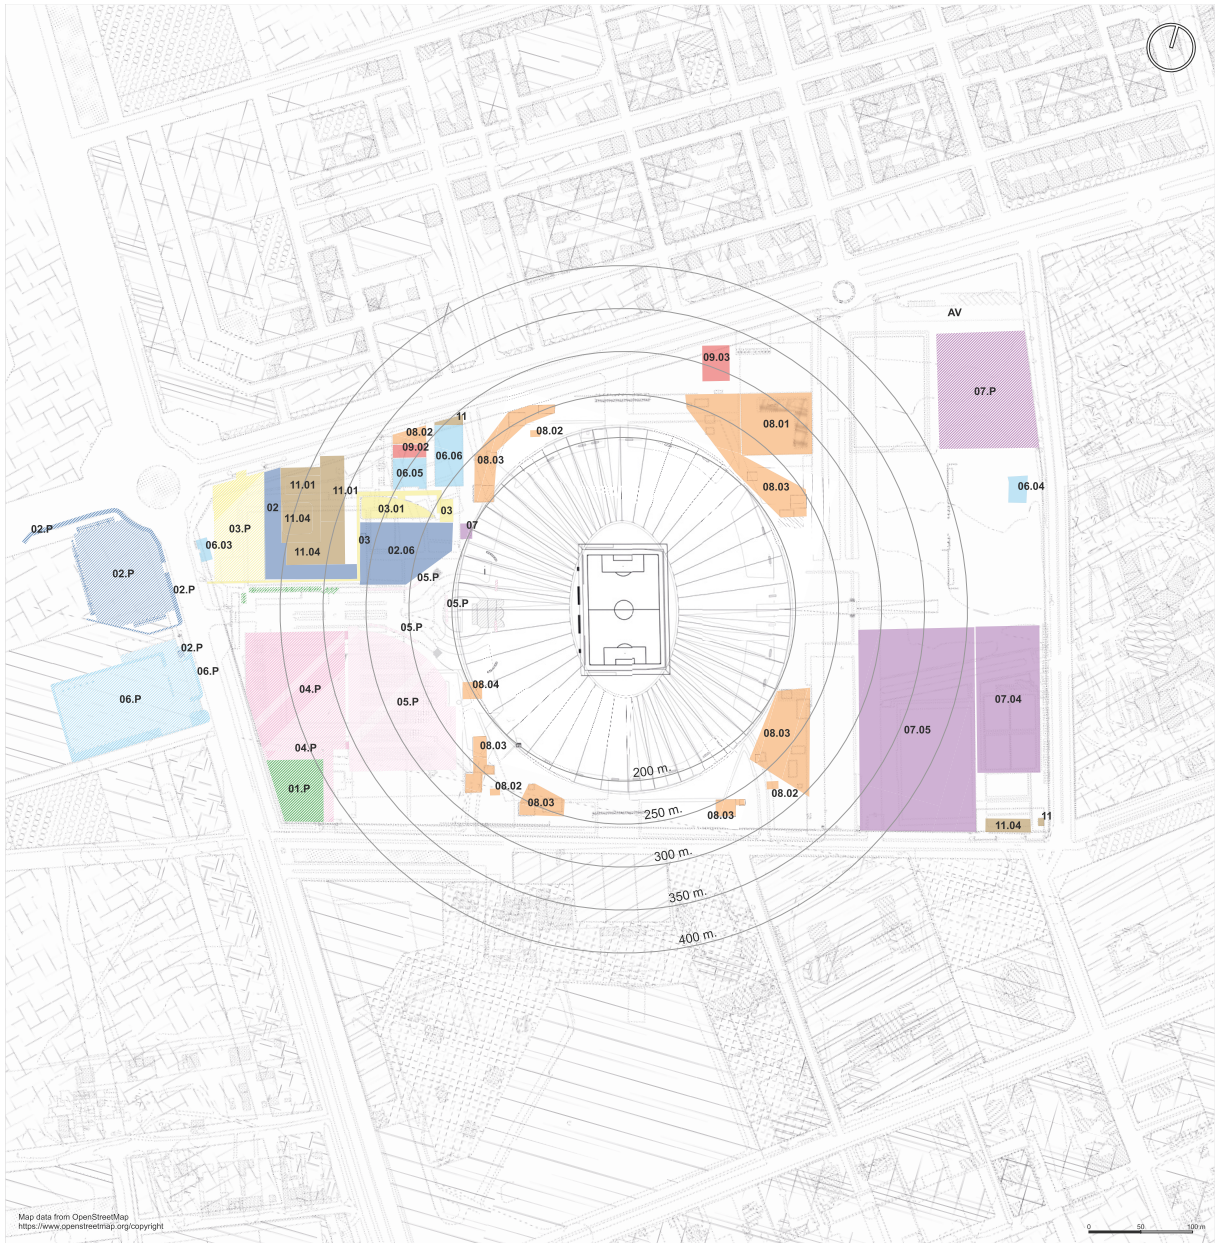 AV
09.03
07.P
11
08.01
08.02
08.02
09.02
06.06
08.03
06.05
08.03
11.01
11.01
06.04
02
03.01
03
11.04
03.P
07
02.P
03
06.03
11.04
02.06
02.P
05.P
02.P
05.P
05.P
02.P
06.P
08.04
04.P
06.P
05.P
07.04
07.05
08.03
08.03
04.P
200 m.
08.02
01.P
08.02
08.03
250 m.
08.03
11
11.04
300 m.
350 m.
400 m.
Map data from OpenStreetMap
https://www.openstreetmap.org/copyright
0 50 100 m